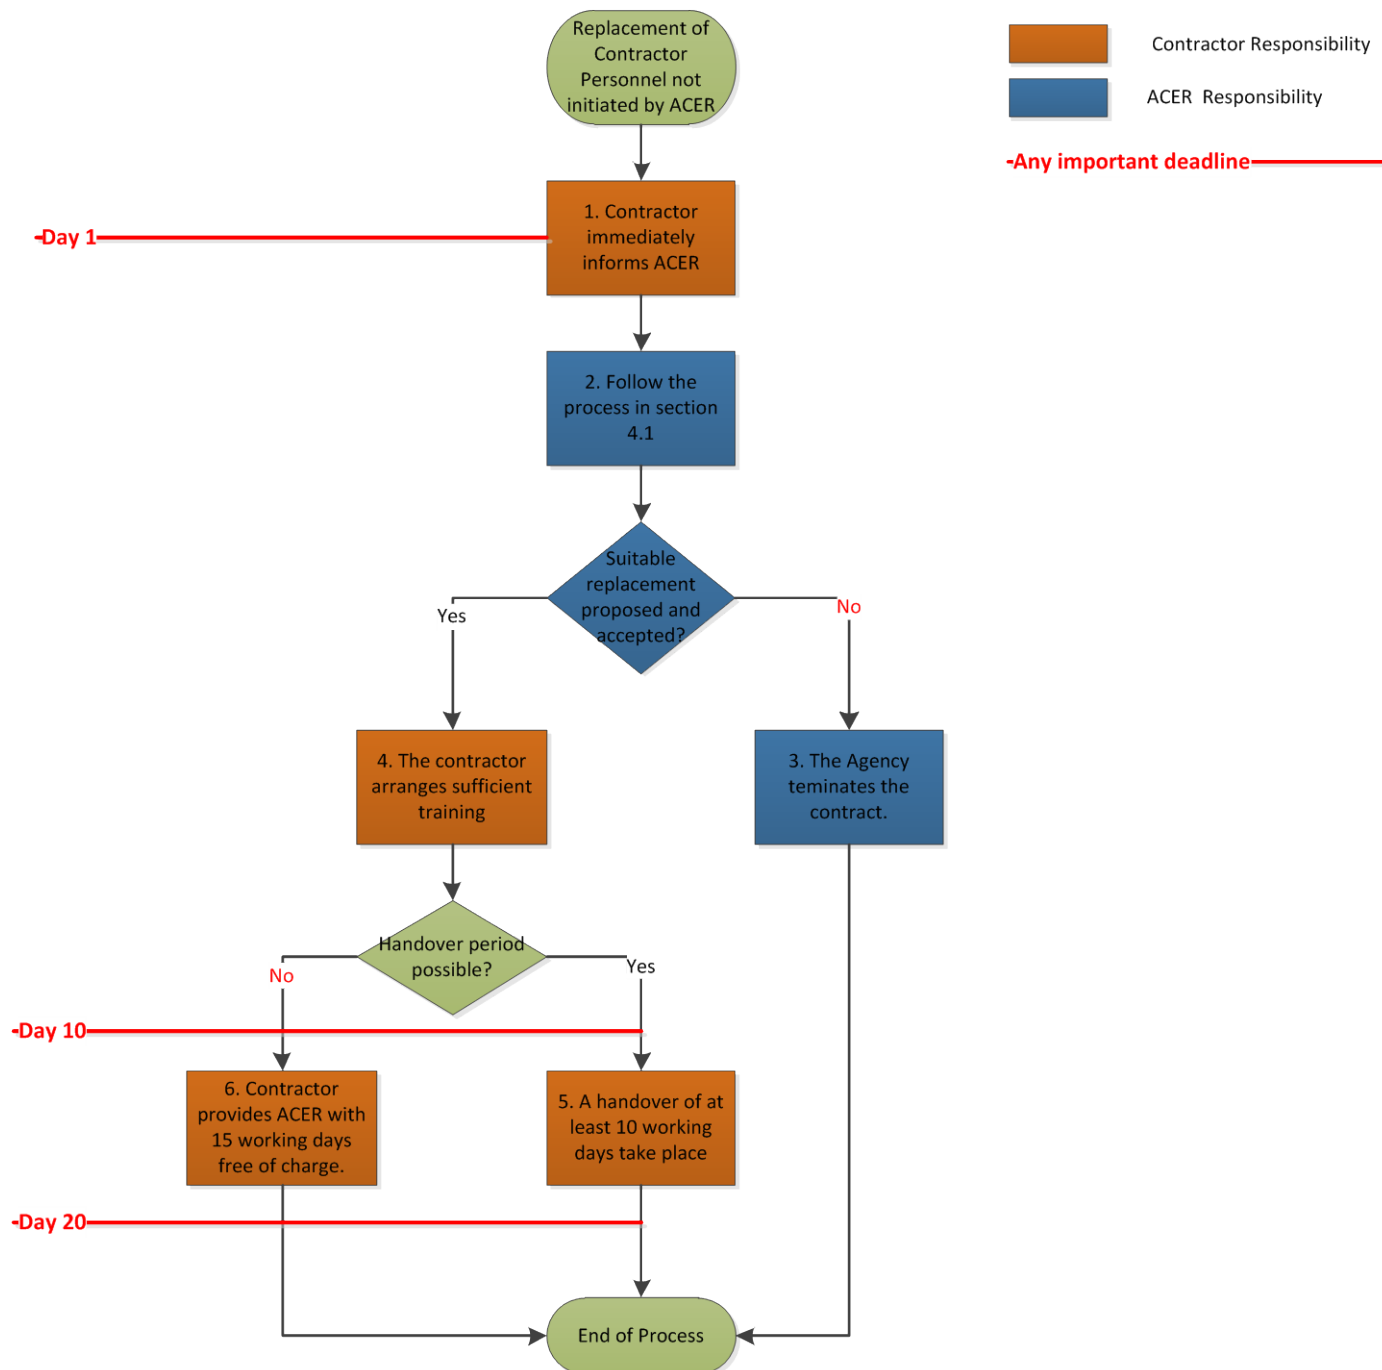 Replacement of
Contractor
Personnel not
initiated by ACER
Contractor Responsibility
ACER  Responsibility
Any important deadline
Day 1
1. Contractor
immediately
informs ACER
2. Follow the
process in section
4.1
Suitable
replacement
proposed and
accepted?
Yes
No
4. The contractor
arranges sufficient
training
3. The Agency
teminates the
contract.
Handover period
possible?
No
Yes
Day 10
6. Contractor
provides ACER with
15 working days
free of charge.
5. A handover of at
least 10 working
days take place
Day 20
End of Process